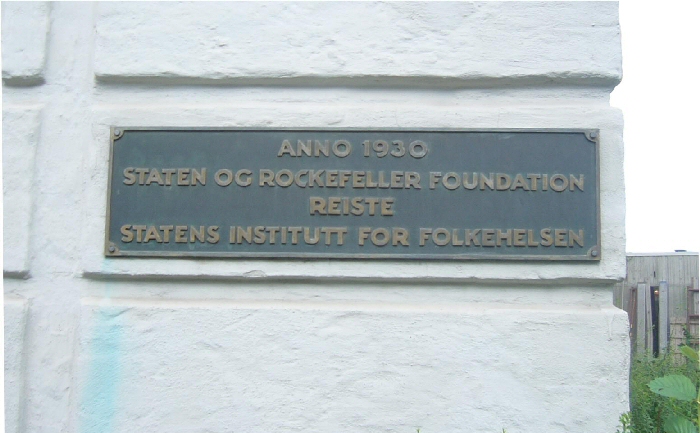 ANNO 1930
STATEN OG ROCKEFELLER FOUNDATION
REISTE
STATENS INSTITUTT FOR FOLKEHELSEN